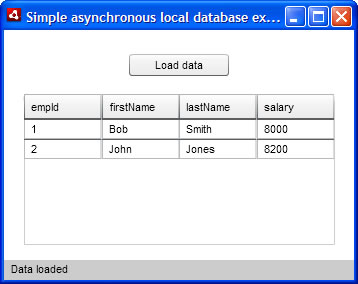 Simple asynchronous local database ex...
Load data
empId firstName lastName salary
1 Bob Smith 8000
2 John Jones 8200
Data loaded